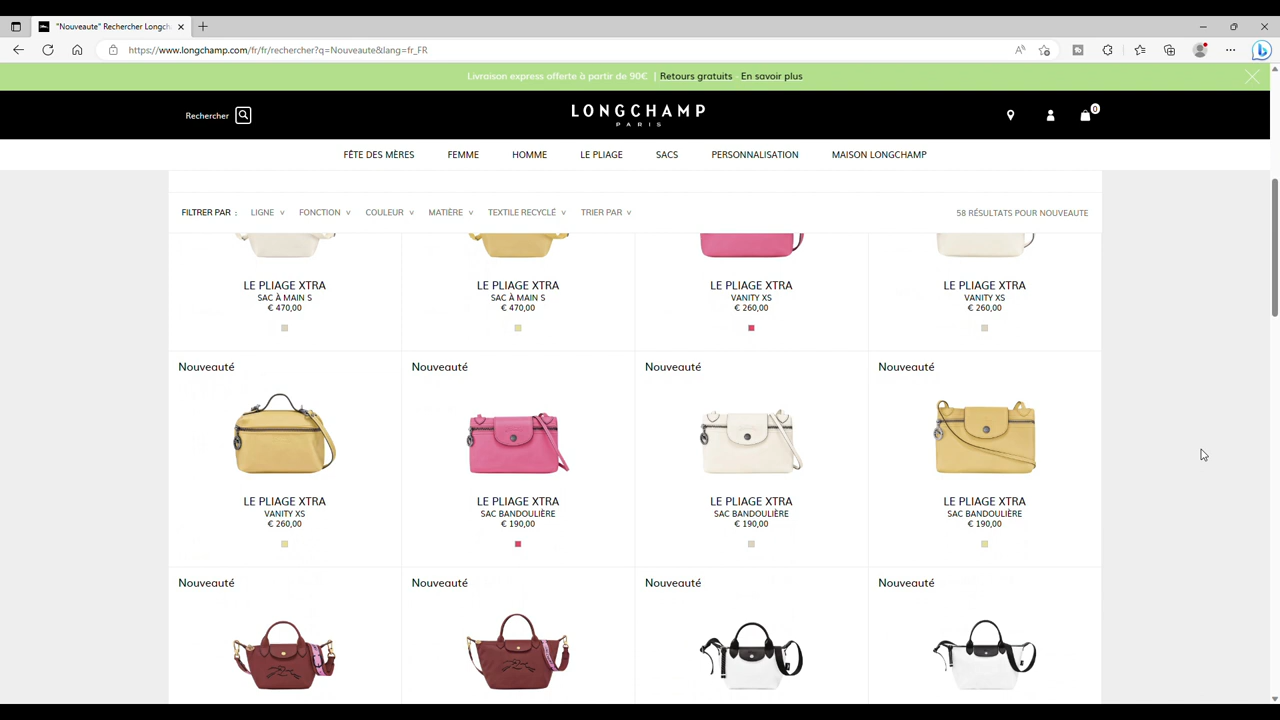 "Nouveaute" Rechercher Longch
https://www.longchamp.com/fr/fr/rechercher?q=Nouveaute&lang=fr_FR
Livraison express offerte à partir de 90€ | Retours gratuits En savoir plus
Rechercher
LONGCHAMP
PARIS
0
FÊTE DES MÈRES FEMME HOMME LE PLIAGE SACS PERSONNALISATION MAISON LONGCHAMP
FILTRER PAR : LIGNE FONCTION COULEUR MATIÈRE TEXTILE RECYCLÉ TRIER PAR 58 RÉSULTATS POUR NOUVEAUTE
LE PLIAGE XTRA LE PLIAGE XTRA LE PLIAGE XTRA LE PLIAGE XTRA
SAC À MAIN S SAC À MAIN S VANITY XS VANITY XS
€ 470,00 € 470,00 € 260,00 € 260,00
Nouveauté Nouveauté Nouveauté Nouveauté
LE PLIAGE XTRA LE PLIAGE XTRA LE PLIAGE XTRA LE PLIAGE XTRA
VANITY XS SAC BANDOULIÈRE SAC BANDOULIÈRE SAC BANDOULIÈRE
€ 260,00 € 190,00 € 190,00 € 190,00
Nouveauté Nouveauté Nouveauté Nouveauté